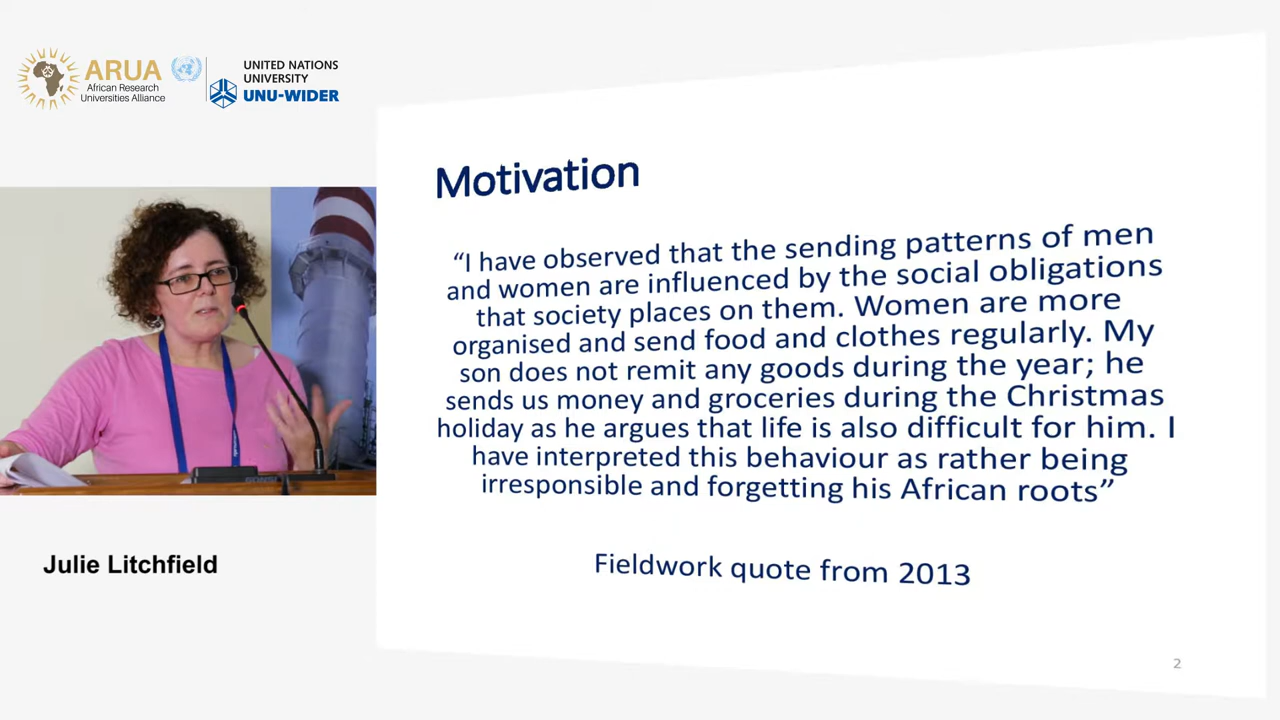 ARUA
African Research
Universities Alliance
UNITED NATIONS
UNIVERSITY
UNU-WIDER
Motivation
“I have observed that the sending patterns of men
and women are influenced by the social obligations
that society places on them. Women are more
organised and send food and clothes regularly. My
son does not remit any goods during the year; he
sends us money and groceries during the Christmas
holiday as he argues that life is also difficult for him. I
have interpreted this behaviour as rather being
irresponsible and forgetting his African roots”
Fieldwork quote from 2013
Julie Litchfield
2